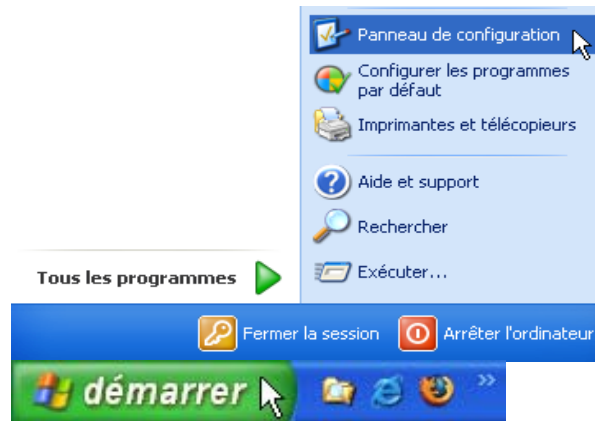 Panneau de configuration
Configurer les programmes
par défaut
Imprimantes et télécopieurs
Aide et support
Rechercher
Tous les programmes
Exécuter...
Fermer la session
Arrêter l'ordinateur
démarrer
»